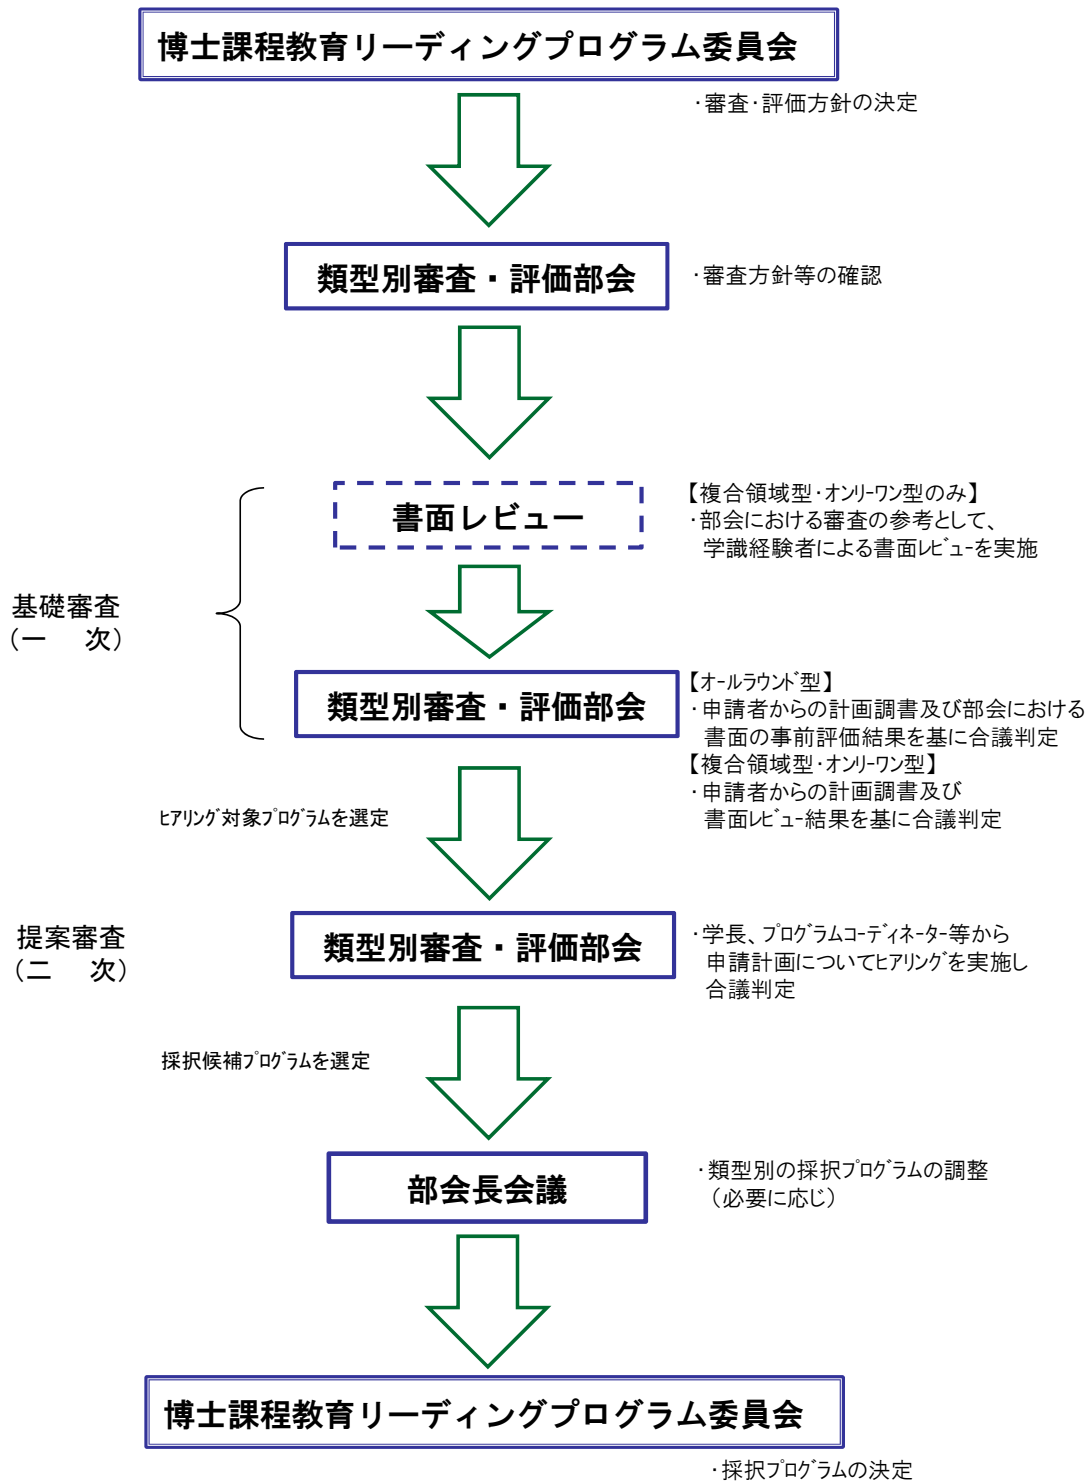 博士課程教育リーディングプログラム委員会
・審査・評価方針の決定
類型別審査・評価部会
・審査方針等の確認
書面レビュー
【複合領域型・オンリーワン型のみ】
・部会における審査の参考として、
学識経験者による書面レビューを実施
基礎審査
（一　次）
類型別審査・評価部会
【オールラウンド型】
・申請者からの計画調書及び部会における
書面の事前評価結果を基に合議判定
【複合領域型・オンリーワン型】
・申請者からの計画調書及び
書面レビュー結果を基に合議判定
ヒアリング対象プログラムを選定
提案審査
（二　次）
類型別審査・評価部会
・学長、プログラムコーディネーター等から
申請計画についてヒアリングを実施し
合議判定
採択候補プログラムを選定
部会長会議
・類型別の採択プログラムの調整
（必要に応じ）
博士課程教育リーディングプログラム委員会
・採択プログラムの決定